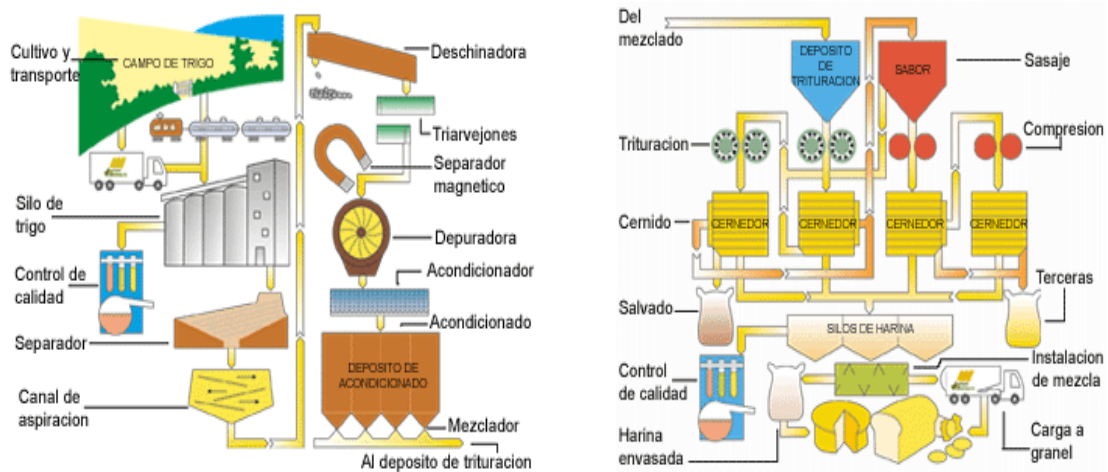 Cultivo y
transporte
CAMPO DE TRIGO
Silo de
trigo
Control de
calidad
Separador
Canal de
aspiracion
Deschinadora
Triarvejones
Separador
magnetico
Depuradora
Acondicionador
Acondicionado
DEPOSITO DE
ACONDICIONADO
Mezclador
Al deposito de trituracion
Del
mezclado
DEPOSITO
DE
TRITURACION
SABOR
Sasaje
Trituracion
Compresion
Cernido
CERNEDOR
CERNEDOR
CERNEDOR
CERNEDOR
Salvado
Terceras
SILOS DE HARINA
Control
de calidad
Instalacion
de mezcla
Harina
envasada
Carga a
granel